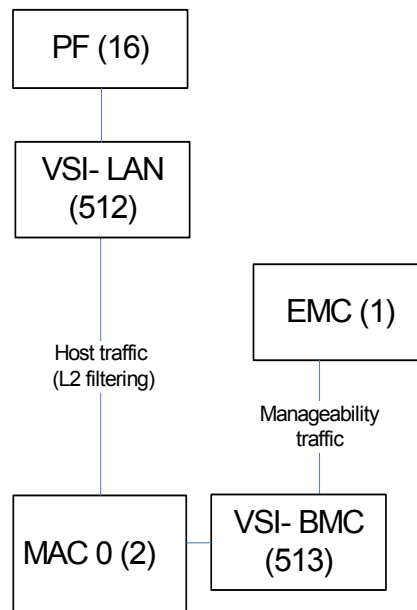 PF (16)
VSI- LAN
(512)
EMC (1)
Host traffic
(L2 filtering)
Manageability
traffic
MAC 0 (2)
VSI- BMC
(513)